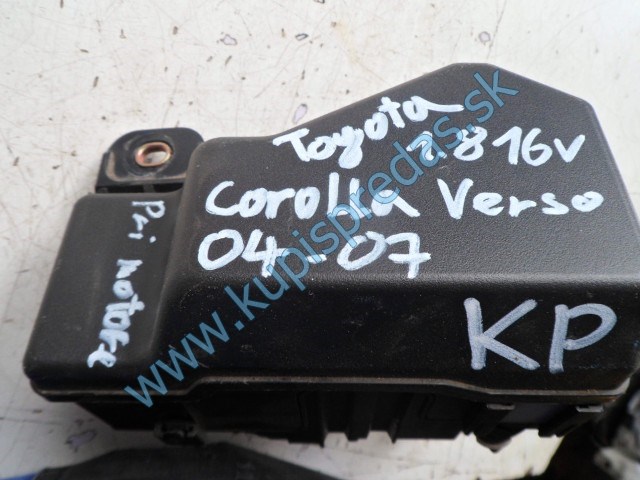 Toyota
1.8 16V
Corolla Verso
04-07
KP
Pri motore
www.kupispredas.sk